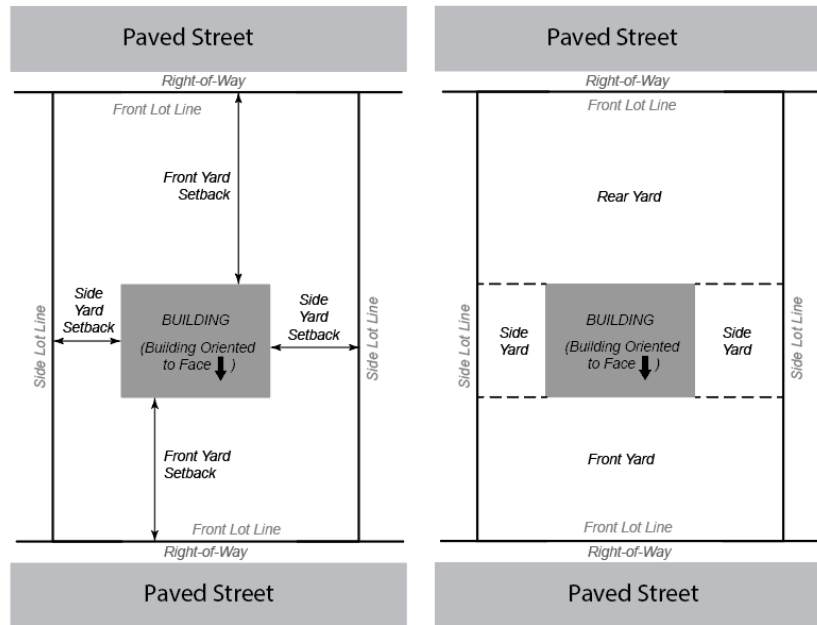 Paved Street
Right-of-Way
Front Lot Line
Front Yard
Setback
Side Lot Line
Side
Yard
Setback
BUILDING
(Building Oriented
to Face )
Side
Yard
Setback
Side Lot Line
Front Yard
Setback
Front Lot Line
Right-of-Way
Paved Street
Paved Street
Right-of-Way
Front Lot Line
Rear Yard
Side Lot Line
Side
Yard
BUILDING
(Building Oriented
to Face )
Side
Yard
Side Lot Line
Front Yard
Front Lot Line
Right-of-Way
Paved Street